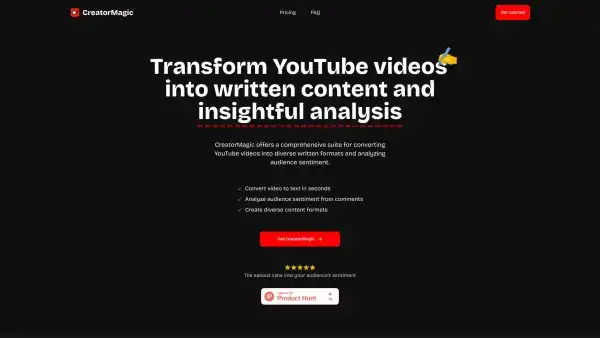 CreatorMagic
Pricing
FAQ
Get started
Transform YouTube videos
into written content and
insightful analysis
CreatorMagic offers a comprehensive suite for converting
YouTube videos into diverse written formats and analyzing
audience sentiment.
Convert video to text in seconds
Analyze audience sentiment from comments
Create diverse content formats
Get CreatorMagic
The easiest view into your audience's sentiment
Product Hunt